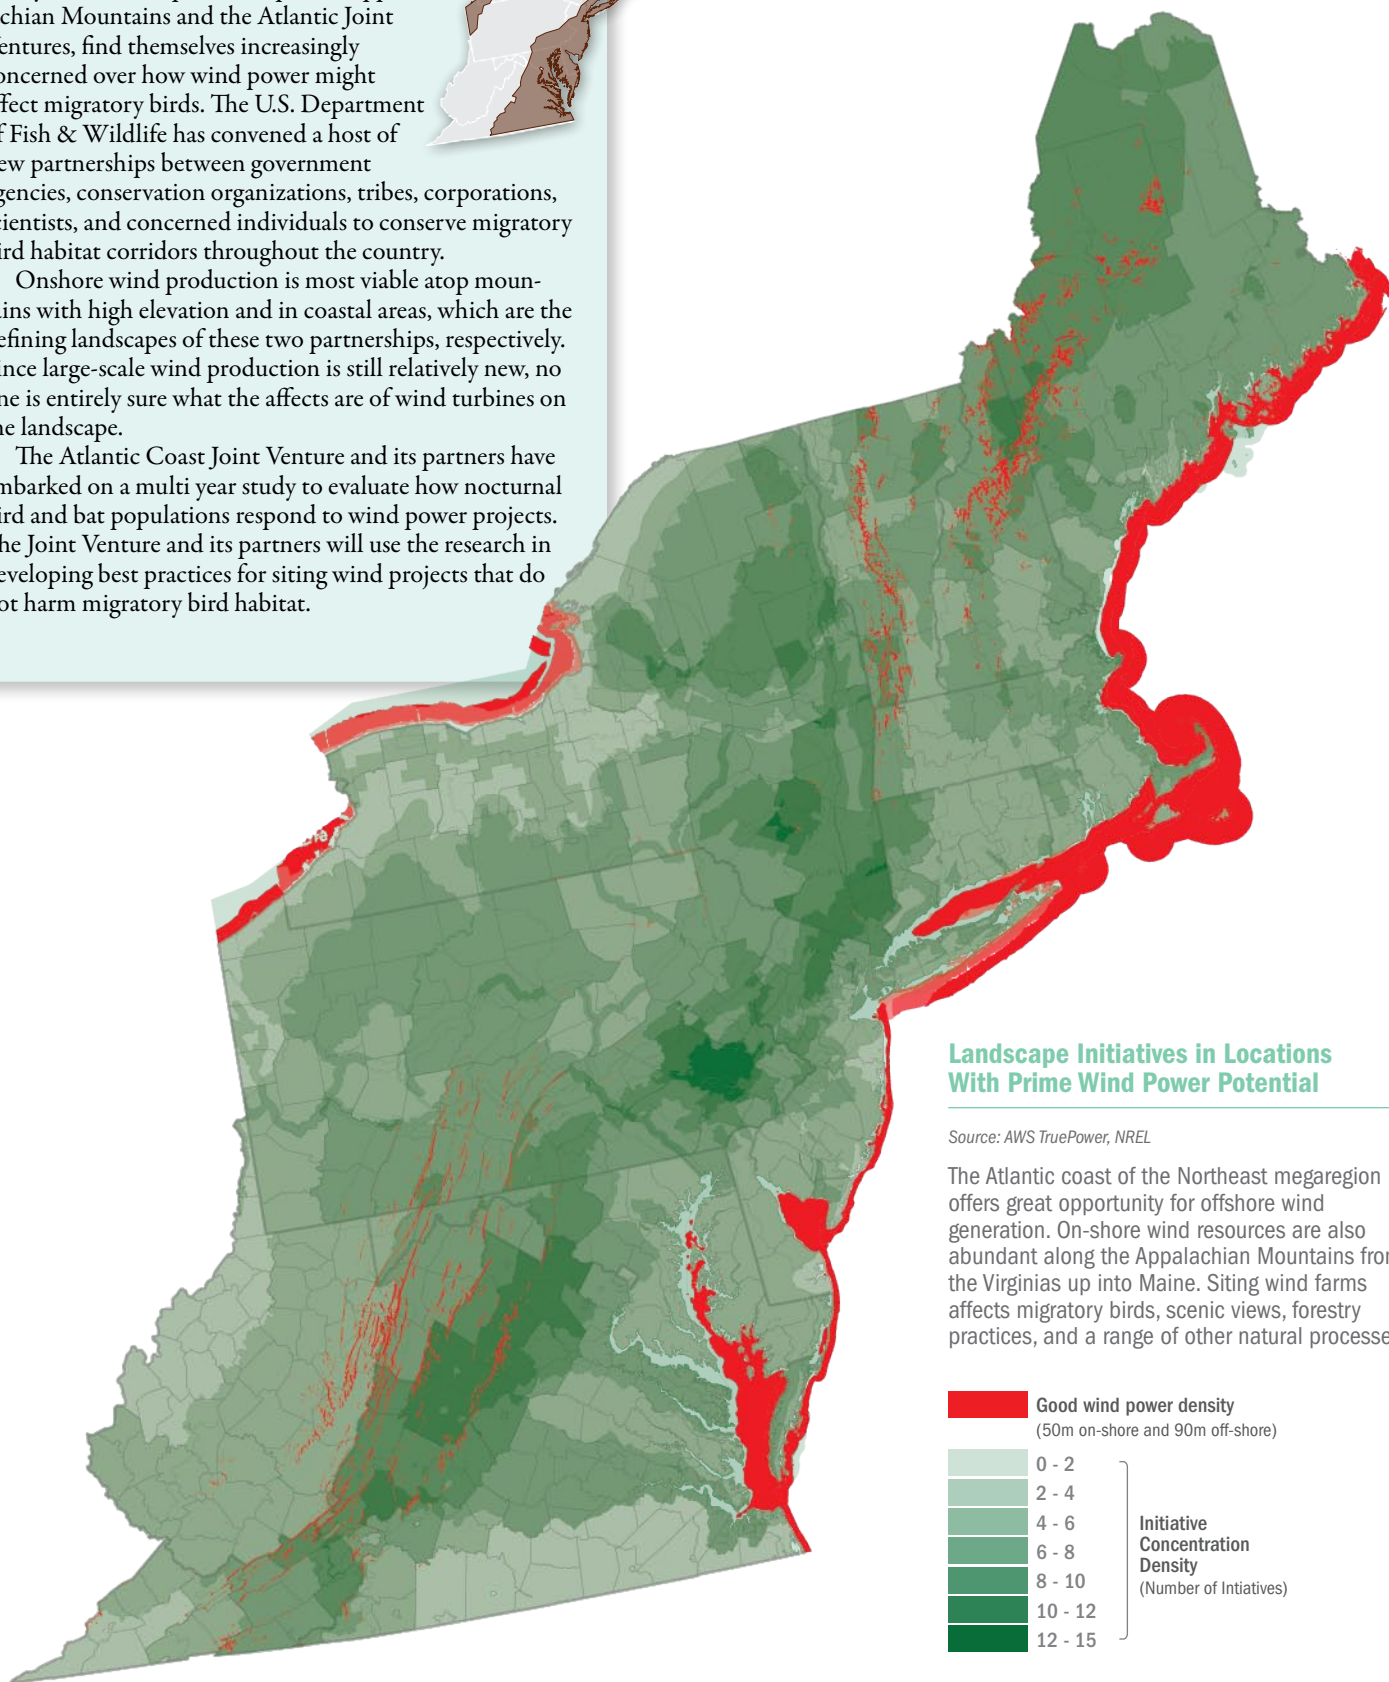 chian Mountains and the Atlantic Joint
entures, find themselves increasingly
oncerned over how wind power might
ffect migratory birds. The U.S. Department
f Fish & Wildlife has convened a host of
ew partnerships between government
gencies, conservation organizations, tribes, corporations,
cientists, and concerned individuals to conserve migratory
ird habitat corridors throughout the country.
Onshore wind production is most viable atop moun-
ins with high elevation and in coastal areas, which are the
efining landscapes of these two partnerships, respectively.
ince large-scale wind production is still relatively new, no
ne is entirely sure what the affects are of wind turbines on
e landscape.
The Atlantic Coast Joint Venture and its partners have
mbarked on a multi year study to evaluate how nocturnal
ird and bat populations respond to wind power projects.
he Joint Venture and its partners will use the research in
eveloping best practices for siting wind projects that do
ot harm migratory bird habitat.
Landscape Initiatives in Locations
With Prime Wind Power Potential
Source: AWS TruePower, NREL
The Atlantic coast of the Northeast megaregion
offers great opportunity for offshore wind
generation. On-shore wind resources are also
abundant along the Appalachian Mountains from
the Virginias up into Maine. Siting wind farms
affects migratory birds, scenic views, forestry
practices, and a range of other natural processe
Good wind power density
(50m on-shore and 90m off-shore)
0 - 2
2 - 4
4 - 6
6 - 8
8 - 10
10 - 12
12 - 15
Initiative
Concentration
Density
(Number of Intiatives)